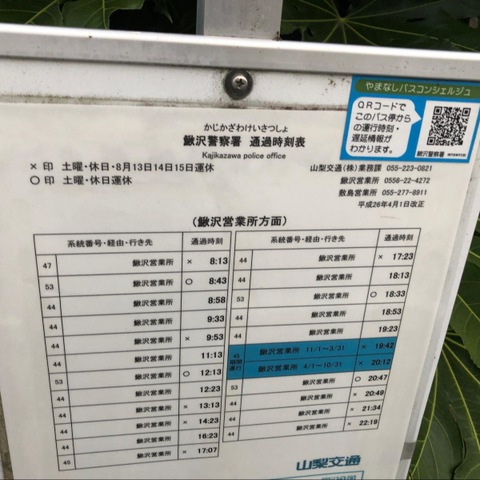 やまなしバスコンシェルジュ
QRコードで
このバス停から
の運行時刻・
遅延情報が
わかります。
鰍沢警察署
かじかざわけいさつしょ
鰍沢警察署 通過時刻表
Kajikazawa police office
× 印 土曜・休日・8月13日14日15日運休
○ 印 土曜・休日運休
山梨交通(株)業務課 055-223-0821
鰍沢営業所 0556-22-4272
敷島営業所 055-277-8911
平成26年4月1日改正
(鰍沢営業所方面)
系統番号・経由・行き先 通過時刻
47 鰍沢営業所 × 8:13
53 鰍沢営業所 ○ 8:43
44 鰍沢営業所 8:58
44 鰍沢営業所 9:33
44 鰍沢営業所 × 9:53
44 鰍沢営業所 11:13
53 鰍沢営業所 ○ 12:13
44 鰍沢営業所 12:23
44 鰍沢営業所 × 13:13
44 鰍沢営業所 × 14:23
44 鰍沢営業所 16:23
45 鰍沢営業所 × 17:07
系統番号・経由・行き先 通過時刻
44 鰍沢営業所 × 17:23
44 鰍沢営業所 18:13
53 鰍沢営業所 ○ 18:33
44 鰍沢営業所 18:53
44 鰍沢営業所 19:23
45 期間運行 鰍沢営業所 11/1~3/31 × 19:42
鰍沢営業所 4/1~10/31 × 20:12
53 鰍沢営業所 ○ 20:47
44 鰍沢営業所 × 20:49
44 鰍沢営業所 × 21:34
44 鰍沢営業所 × 22:19
山梨交通